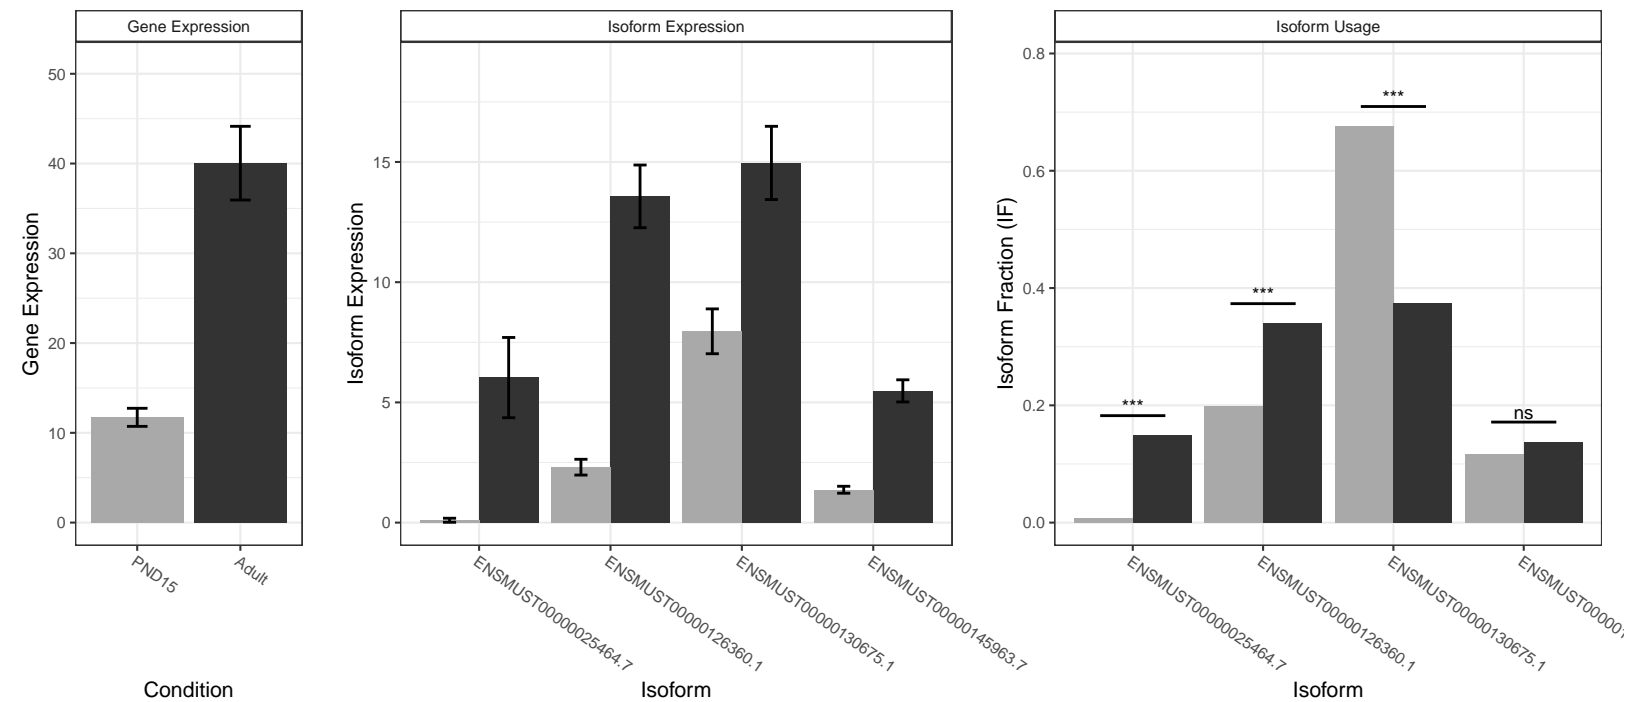 Gene Expression
Isoform Expression
Isoform Usage
Gene Expression
50
40
30
20
10
0
PND15
Adult
Condition
Isoform Expression
15
10
5
0
ENSMUST00000025464.7
ENSMUST00000126360.1
ENSMUST00000130675.1
ENSMUST00000145963.7
Isoform
Isoform Fraction (IF)
0.8
0.6
0.4
0.2
0.0
***
***
***
ns
ENSMUST00000025464.7
ENSMUST00000126360.1
ENSMUST00000130675.1
Isoform